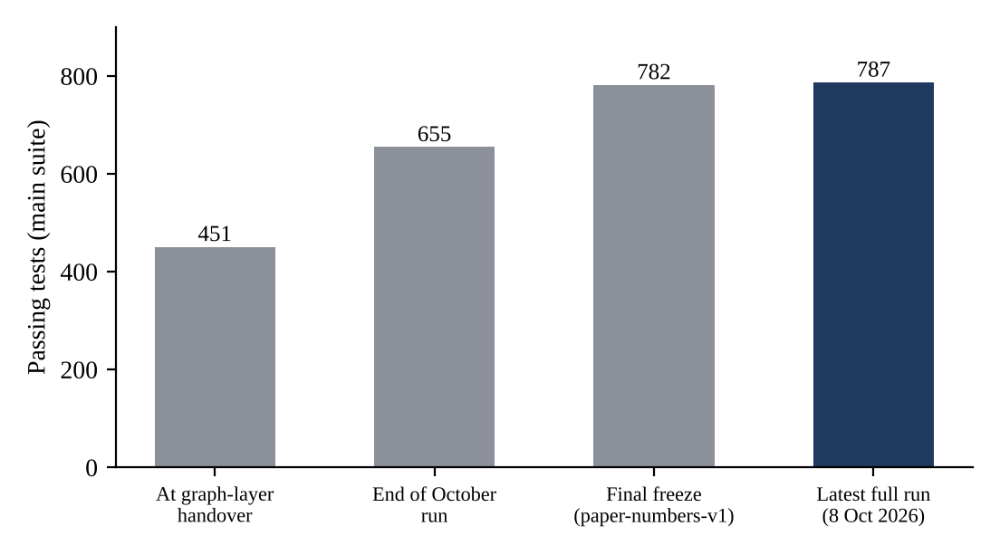 Passing tests (main suite)
800
600
400
200
0
451
655
782
787
At graph-layer
handover
End of October
run
Final freeze
(paper-numbers-v1)
Latest full run
(8 Oct 2026)